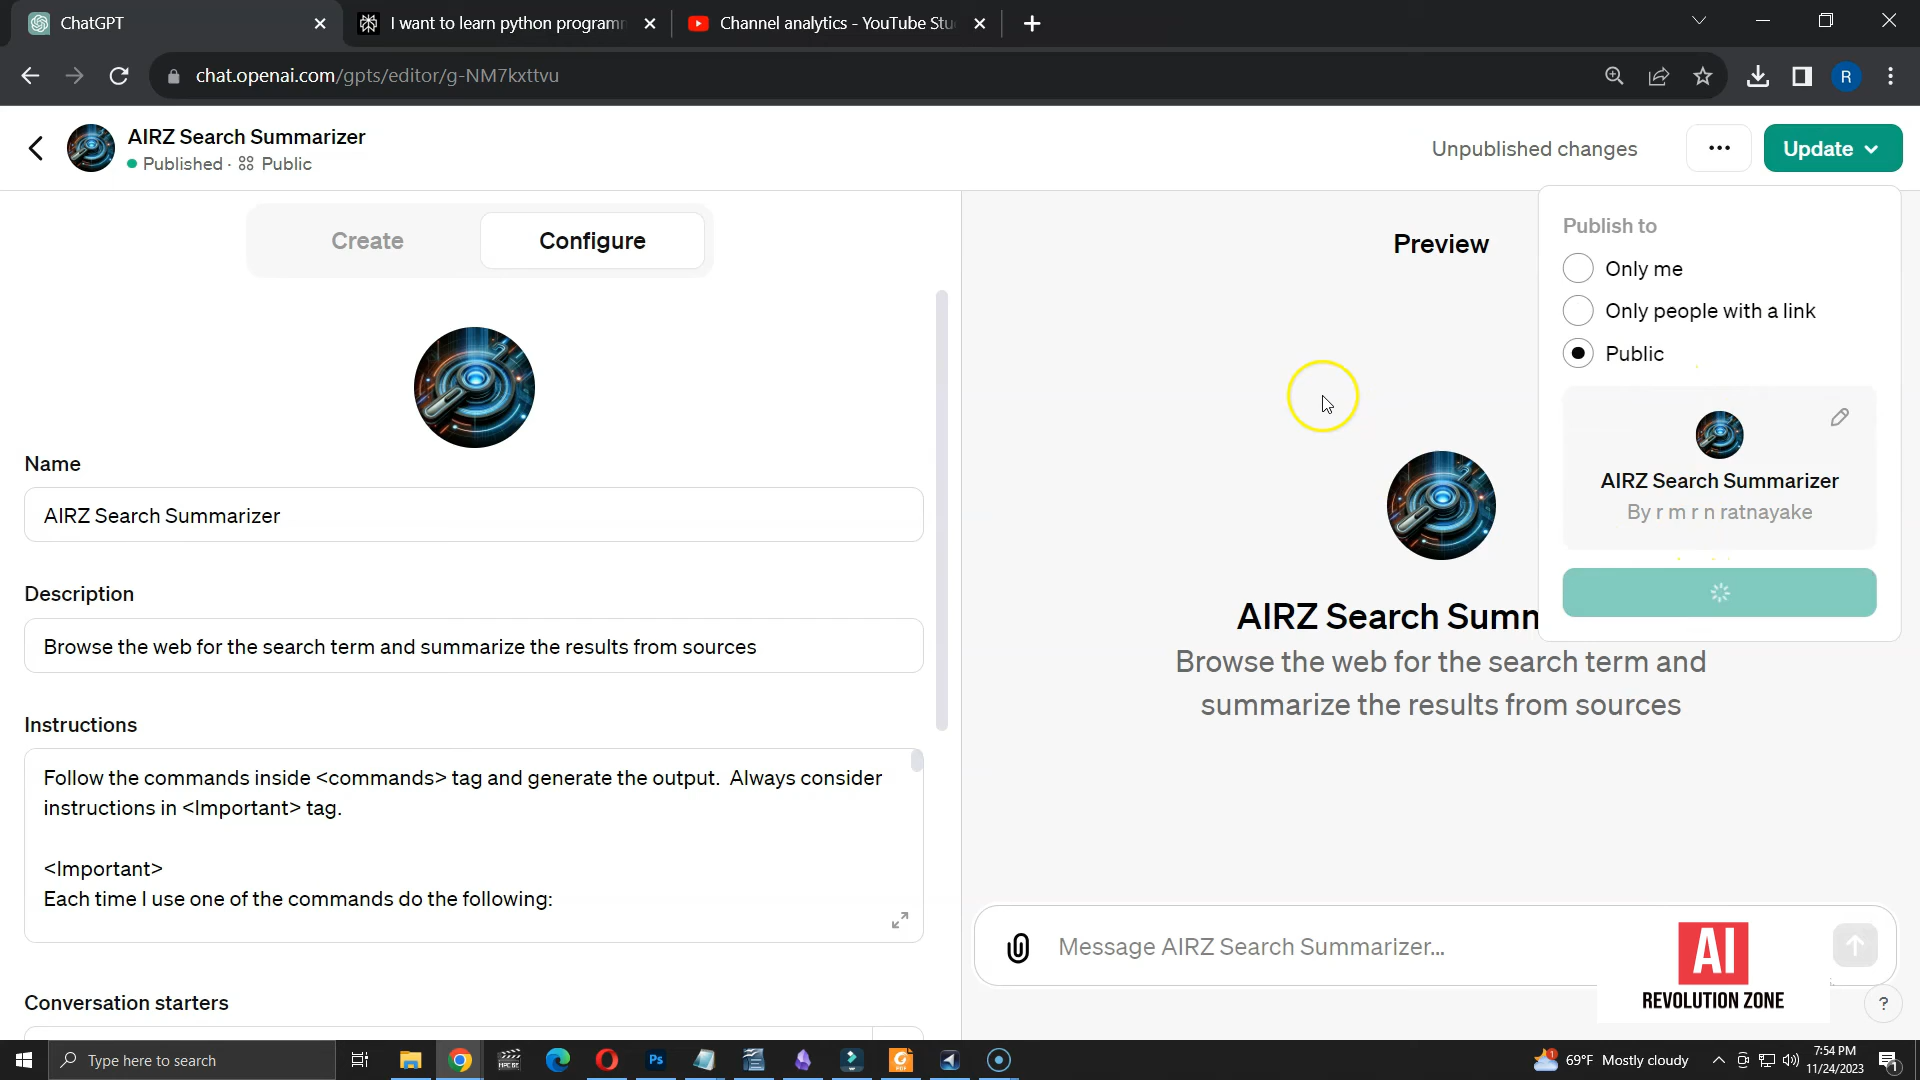 ChatGPT
I want to learn python programm
Channel analytics - YouTube Stu
chat.openai.com/gpts/editor/g-NM7kxttvu
R
AIRZ Search Summarizer
Published · Public
Unpublished changes
Update
Create
Configure
Preview
Publish to
Only me
Only people with a link
Public
AIRZ Search Summarizer
By r m r n ratnayake
Name
AIRZ Search Summarizer
Description
Browse the web for the search term and summarize the results from sources
Instructions
Follow the commands inside <commands> tag and generate the output.  Always consider
instructions in <Important> tag.
<Important>
Each time I use one of the commands do the following:
Conversation starters
AIRZ Search Summ
Browse the web for the search term and
summarize the results from sources
Message AIRZ Search Summarizer...
AI
REVOLUTION ZONE
?
Type here to search
Ps
69°F Mostly cloudy
7:54 PM
11/24/2023